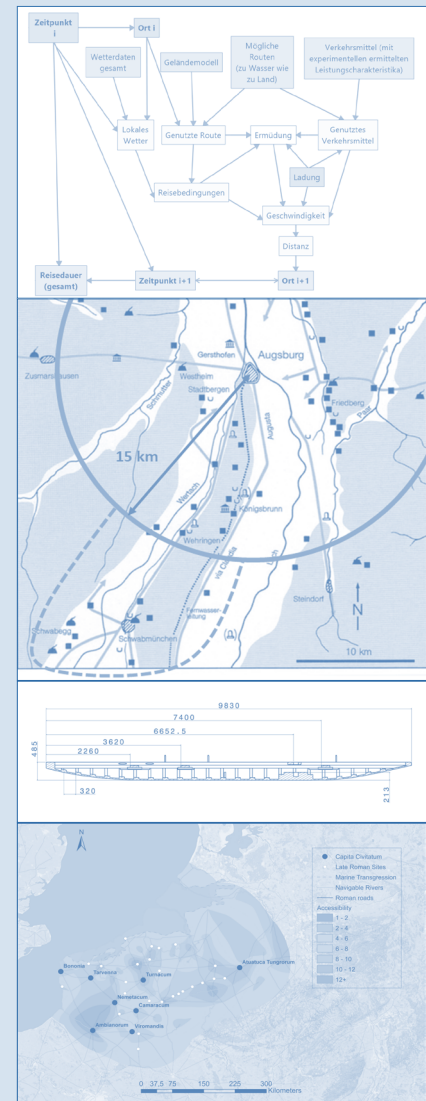 Zeitpunkt
i
Ort i
Wetterdaten
gesamt
Geländemodell
Mögliche
Routen
(zu Wasser wie
zu Land)
Verkehrsmittel (mit
experimentellen ermittelten
Leistungscharakteristika)
Lokales
Wetter
Genutzte Route
Ermüdung
Genutztes
Verkehrsmittel
Ladung
Reisebedingungen
Geschwindigkeit
Distanz
Reisedauer
(gesamt)
Zeitpunkt i+1
Ort i+1
Gersthofen
Augsburg
Zusmarshausen
Westheim
Stadtbergen
Friedberg
Schmutter
Paar
15 km
Augusta
Wertach
Königsbrunn
Wehringen
via Claudia
Lech
Fernwasser-
leitung
Steindorf
N
Schwabegg
Schwabmünchen
10 km
9830
7400
6652,5
3620
2260
485
320
213
N
Capita Civitatum
Late Roman Sites
Marine Transgression
Navigable Rivers
Roman roads
Accessibility
1 - 2
2 - 4
4 - 6
6 - 8
8 - 10
10 - 12
12+
Bononia
Tarvenna
Turnacum
Atuatuca Tungrorum
Nemetacum
Cameracum
Ambianorum
Viromandis
0 37,5 75 150 225 300
Kilometers